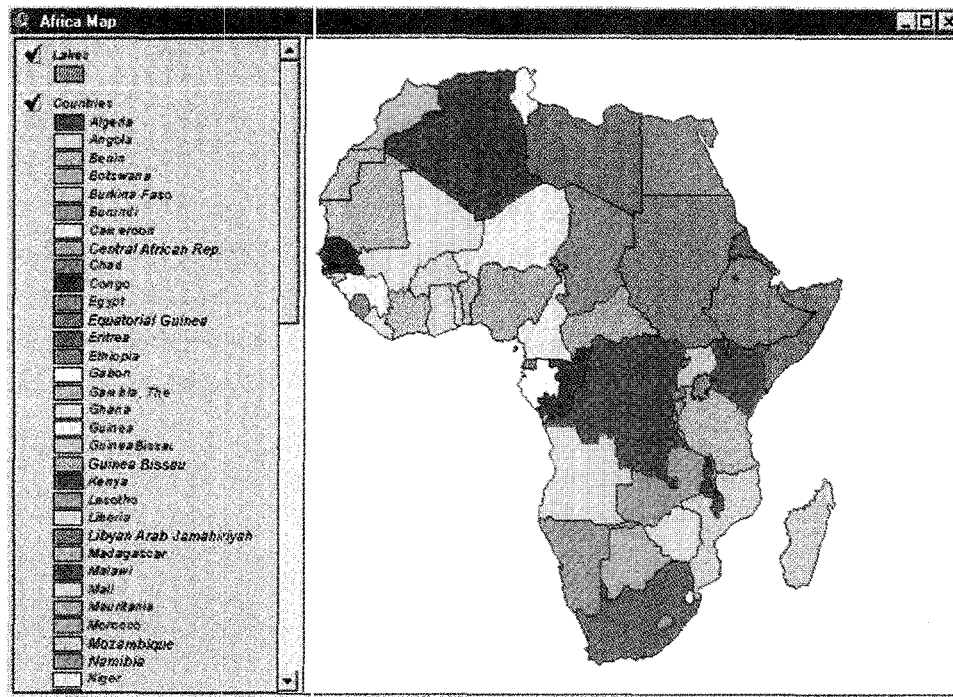 Africa Map
Lakes
Countries
Algeria
Angola
Benin
Botswana
Burkina Faso
Burundi
Cameroon
Central African Rep.
Chad
Congo
Egypt
Equatorial Guinea
Eritrea
Ethiopia
Gabon
Gambia, The
Ghana
Guinea
GuineaBissau
Guinea Bissau
Kenya
Lesotho
Liberia
Libyan Arab Jamahiriyah
Madagascar
Malawi
Mali
Mauritania
Morocco
Mozambique
Namibia
Niger